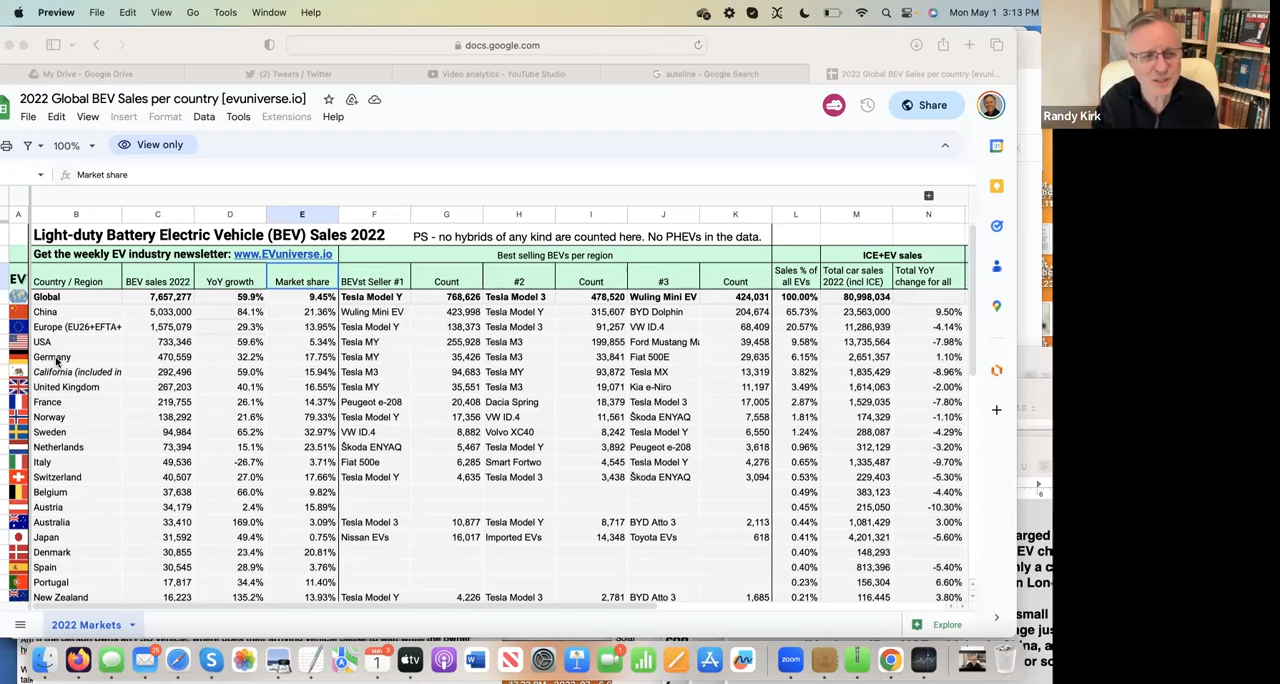 Preview File Edit View Go Tools Window Help Mon May 1 3:13 PM
docs.google.com
My Drive - Google Drive (2) Tweets / Twitter Video analytics - YouTube Studio autoline - Google Search 2022 Global BEV Sales per country [evuni...
2022 Global BEV Sales per country [evuniverse.io]
Share
File Edit View Insert Format Data Tools Extensions Help
Randy Kirk
100% View only
fx Market share
A B C D E F G H I J K L M N
Light-duty Battery Electric Vehicle (BEV) Sales 2022 PS - no hybrids of any kind are counted here. No PHEVs in the data.
Get the weekly EV industry newsletter: www.EVuniverse.io Best selling BEVs per region ICE+EV sales
EV Country / Region BEV sales 2022 YoY growth Market share BEVst Seller #1 Count #2 Count #3 Count Sales % of all EVs Total car sales 2022 (incl ICE) Total YoY change for all
Global 7,657,277 59.9% 9.45% Tesla Model Y 768,626 Tesla Model 3 478,520 Wuling Mini EV 424,031 100.00% 80,998,034
China 5,033,000 84.1% 21.36% Wuling Mini EV 423,998 Tesla Model Y 315,607 BYD Dolphin 204,674 65.73% 23,563,000 9.50%
Europe (EU26+EFTA+ 1,575,079 29.3% 13.95% Tesla Model Y 138,373 Tesla Model 3 91,257 VW ID.4 68,409 20.57% 11,286,939 -4.14%
USA 733,346 59.6% 5.34% Tesla MY 255,928 Tesla M3 199,855 Ford Mustang Ma 39,458 9.58% 13,735,564 -7.98%
Germany 470,559 32.2% 17.75% Tesla MY 35,426 Tesla M3 33,841 Fiat 500E 29,635 6.15% 2,651,357 1.10%
California (included in 292,496 59.0% 15.94% Tesla M3 94,683 Tesla MY 93,872 Tesla MX 13,319 3.82% 1,835,429 -8.96%
United Kingdom 267,203 40.1% 16.55% Tesla MY 35,551 Tesla M3 19,071 Kia e-Niro 11,197 3.49% 1,614,063 -2.00%
France 219,755 26.1% 14.37% Peugeot e-208 20,408 Dacia Spring 18,379 Tesla Model 3 17,005 2.87% 1,529,035 -7.80%
Norway 138,292 21.6% 79.33% Tesla Model Y 17,356 VW ID.4 11,561 Škoda ENYAQ 7,558 1.81% 174,329 -1.10%
Sweden 94,984 65.2% 32.97% VW ID.4 8,882 Volvo XC40 8,242 Tesla Model Y 6,550 1.24% 288,087 -4.29%
Netherlands 73,394 15.1% 23.51% Škoda ENYAQ 5,467 Tesla Model Y 3,892 Peugeot e-208 3,618 0.96% 312,129 -3.20%
Italy 49,536 -26.7% 3.71% Fiat 500e 6,285 Smart Fortwo 4,545 Tesla Model Y 4,276 0.65% 1,335,487 -9.70%
Switzerland 40,507 27.0% 17.66% Tesla Model Y 4,635 Tesla Model 3 3,438 Škoda ENYAQ 3,094 0.53% 229,403 -5.30%
Belgium 37,638 66.0% 9.82% 0.49% 383,123 -4.40%
Austria 34,179 2.4% 15.89% 0.45% 215,050 -10.30%
Australia 33,410 169.0% 3.09% Tesla Model 3 10,877 Tesla Model Y 8,717 BYD Atto 3 2,113 0.44% 1,081,429 3.00%
Japan 31,592 49.4% 0.75% Nissan EVs 16,017 Imported EVs 14,348 Toyota EVs 618 0.41% 4,201,321 -5.60%
Denmark 30,855 23.4% 20.81% 0.40% 148,293
Spain 30,545 28.9% 3.76% 0.40% 813,396 -5.40%
Portugal 17,817 34.4% 11.40% 0.23% 156,304 6.60%
New Zealand 16,223 135.2% 13.93% Tesla Model Y 4,226 Tesla Model 3 2,781 BYD Atto 3 1,685 0.21% 116,445 3.80%
2022 Markets Explore
zoom